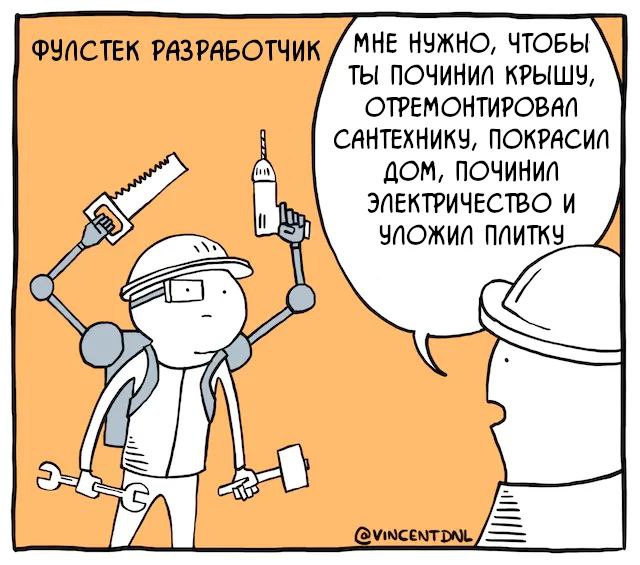 ФУЛСТЕК РАЗРАБОТЧИК
МНЕ НУЖНО, ЧТОБЫ
ТЫ ПОЧИНИЛ КРЫШУ,
ОТРЕМОНТИРОВАЛ
САНТЕХНИКУ, ПОКРАСИЛ
ДОМ, ПОЧИНИЛ
ЭЛЕКТРИЧЕСТВО И
УЛОЖИЛ ПЛИТКУ
@VINCENTDNL